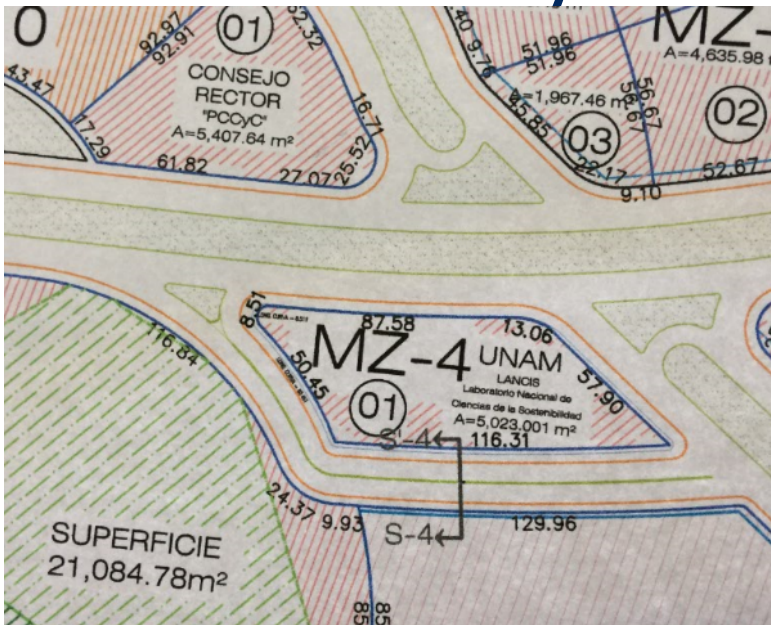 0
43.47
17.29
92.97
92.91
01
52.32
CONSEJO
RECTOR
"PCCyC"
A=5,407.64 m²
16.71
25.52
61.82
27.07
9.76
51.96
51.96
MZ-
A=4,635.98
=1,967.46 m²
45.85
03
56.67
56.67
02
22.17
9.10
52.67
116.84
8.51
87.58
13.06
50.45
MZ-4
UNAM
LANCIS
Laboratorio Nacional de
Ciencias de la Sostenibilidad
A=5,023.001 m²
57.90
01
S'-4
116.31
24.37
9.93
S-4
129.96
SUPERFICIE
21,084.78m²
85
85